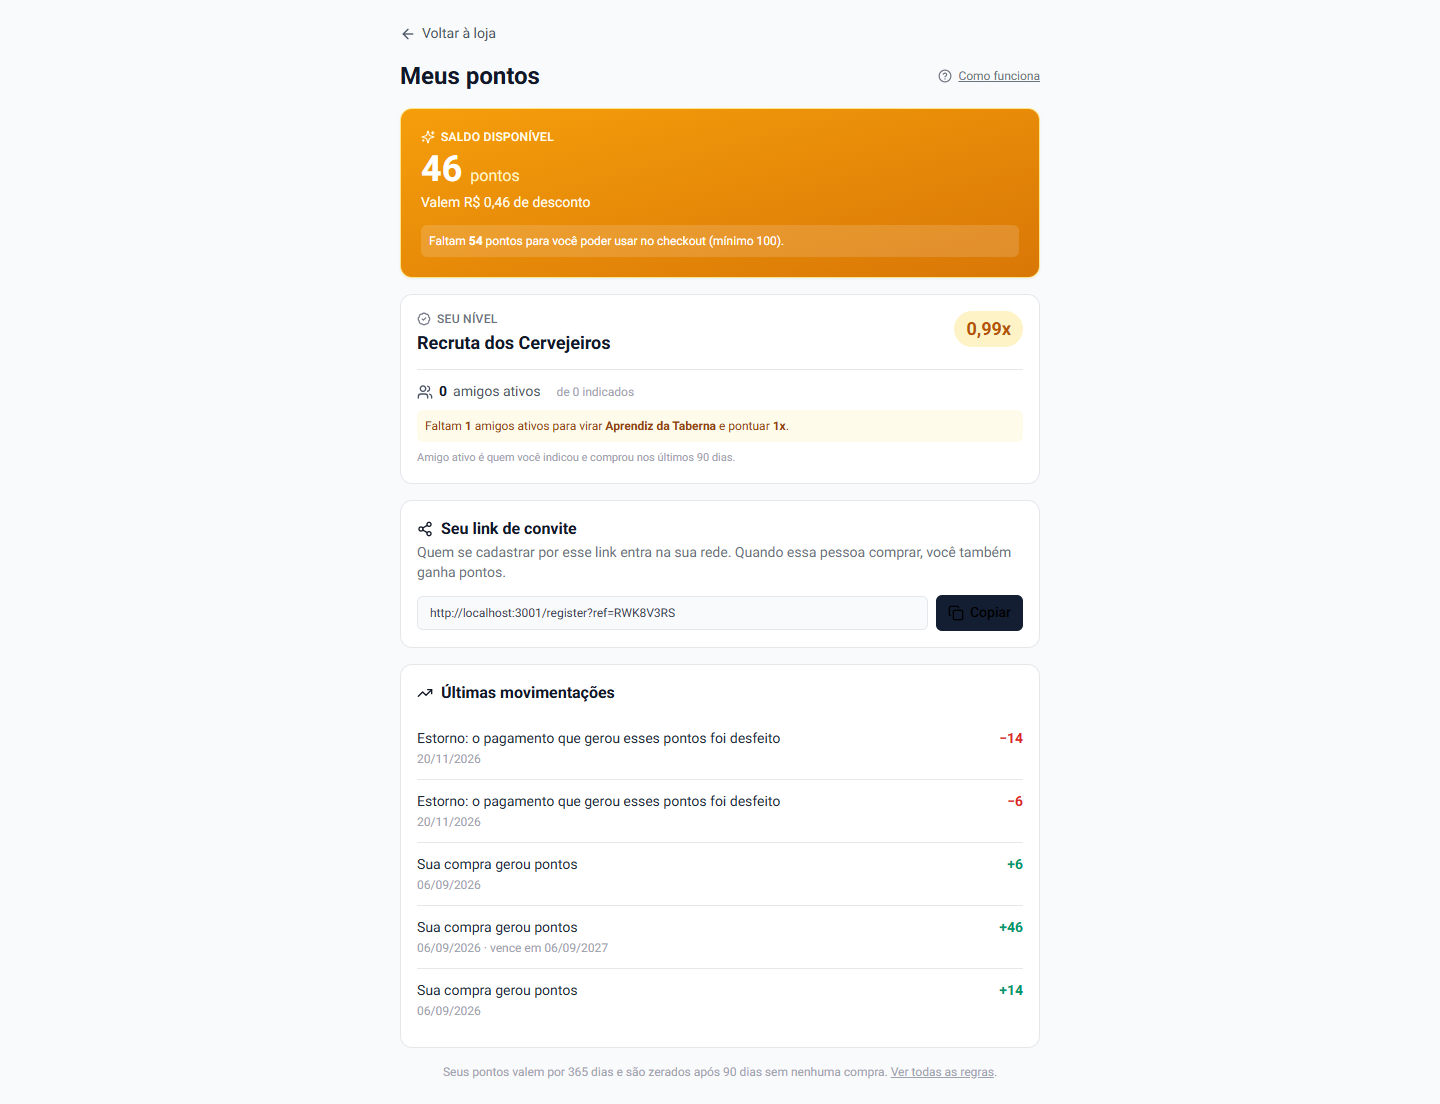 Voltar à loja
Meus pontos
Como funciona
SALDO DISPONÍVEL
46 pontos
Valem R$ 0,46 de desconto
Faltam 54 pontos para você poder usar no checkout (mínimo 100).
SEU NÍVEL
Recruta dos Cervejeiros
0,99x
0 amigos ativos de 0 indicados
Faltam 1 amigos ativos para virar Aprendiz da Taberna e pontuar 1x.
Amigo ativo é quem você indicou e comprou nos últimos 90 dias.
Seu link de convite
Quem se cadastrar por esse link entra na sua rede. Quando essa pessoa comprar, você também
ganha pontos.
http://localhost:3001/register?ref=RWK8V3RS
Copiar
Últimas movimentações
Estorno: o pagamento que gerou esses pontos foi desfeito
−14
20/11/2026
Estorno: o pagamento que gerou esses pontos foi desfeito
−6
20/11/2026
Sua compra gerou pontos
+6
06/09/2026
Sua compra gerou pontos
+46
06/09/2026 · vence em 06/09/2027
Sua compra gerou pontos
+14
06/09/2026
Seus pontos valem por 365 dias e são zerados após 90 dias sem nenhuma compra. Ver todas as regras.